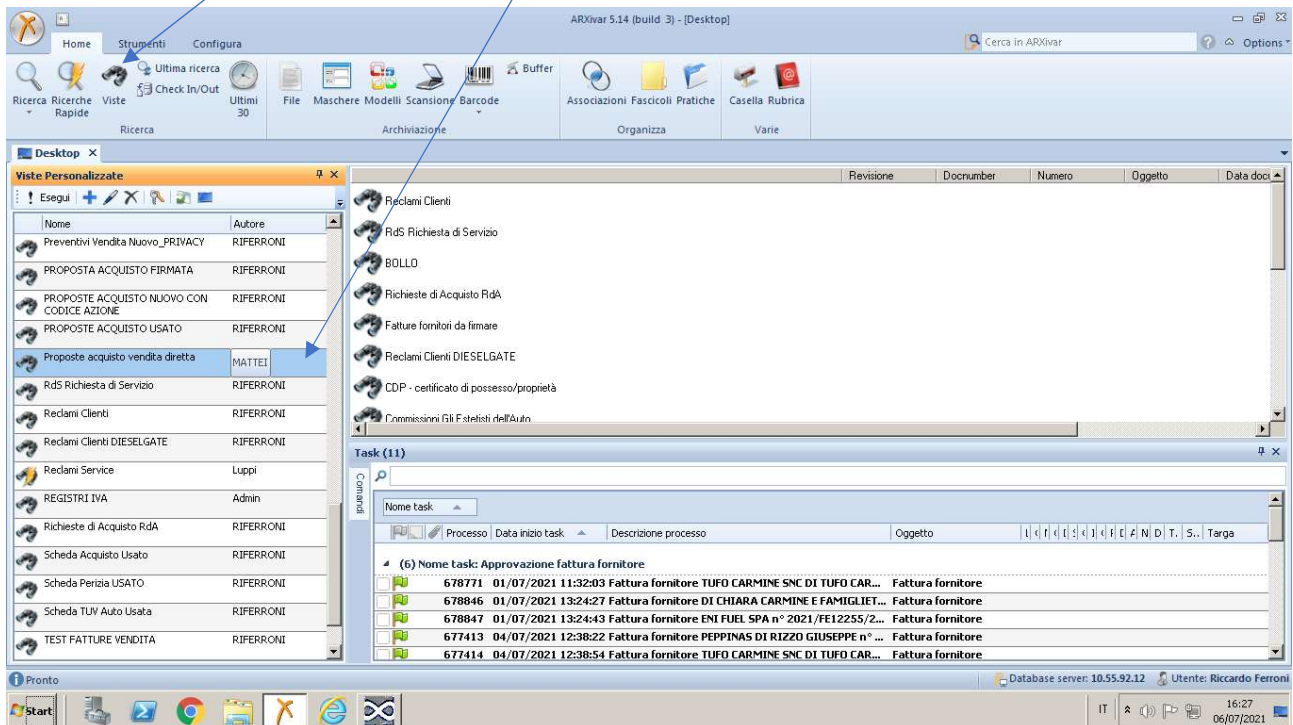 ARXivar 5.14 (build 3) - [Desktop]
Home Strumenti Configura
Cerca in ARXivar
Options
Ricerca
Ricerche Rapide
Viste
Ultima ricerca
Check In/Out
Ultimi 30
File
Maschere
Modelli
Scansione
Barcode
Buffer
Associazioni
Fascicoli
Pratiche
Casella
Rubrica
Ricerca Archiviazione Organizza Varie
Desktop
Viste Personalizzate
Esegui
Nome Autore
Preventivi Vendita Nuovo_PRIVACY RIFERRONI
PROPOSTA ACQUISTO FIRMATA RIFERRONI
PROPOSTE ACQUISTO NUOVO CON CODICE AZIONE RIFERRONI
PROPOSTE ACQUISTO USATO RIFERRONI
Proposte acquisto vendita diretta MATTEI
RdS Richiesta di Servizio RIFERRONI
Reclami Clienti RIFERRONI
Reclami Clienti DIESELGATE RIFERRONI
Reclami Service Luppi
REGISTRI IVA Admin
Richieste di Acquisto RdA RIFERRONI
Scheda Acquisto Usato RIFERRONI
Scheda Perizia USATO RIFERRONI
Scheda TUV Auto Usata RIFERRONI
TEST FATTURE VENDITA RIFERRONI
Revisione Docnumber Numero Oggetto Data docu
Reclami Clienti
RdS Richiesta di Servizio
BOLLO
Richieste di Acquisto RdA
Fatture fornitori da firmare
Reclami Clienti DIESELGATE
CDP - certificato di possesso/proprietà
Commissioni Gli Estetisti dell'Auto
Task (11)
Comandi
Nome task
Processo Data inizio task Descrizione processo Oggetto N D T. S.. Targa
(6) Nome task: Approvazione fattura fornitore
678771 01/07/2021 11:32:03 Fattura fornitore TUFO CARMINE SNC DI TUFO CAR... Fattura fornitore
678846 01/07/2021 13:24:27 Fattura fornitore DI CHIARA CARMINE E FAMIGLIET... Fattura fornitore
678847 01/07/2021 13:24:43 Fattura fornitore ENI FUEL SPA n° 2021/FE12255/2... Fattura fornitore
677413 04/07/2021 12:38:22 Fattura fornitore PEPPINAS DI RIZZO GIUSEPPE n° ... Fattura fornitore
677414 04/07/2021 12:38:54 Fattura fornitore TUFO CARMINE SNC DI TUFO CAR... Fattura fornitore
Pronto
Database server: 10.55.92.12 Utente: Riccardo Ferroni
Start
IT
16:27
06/07/2021